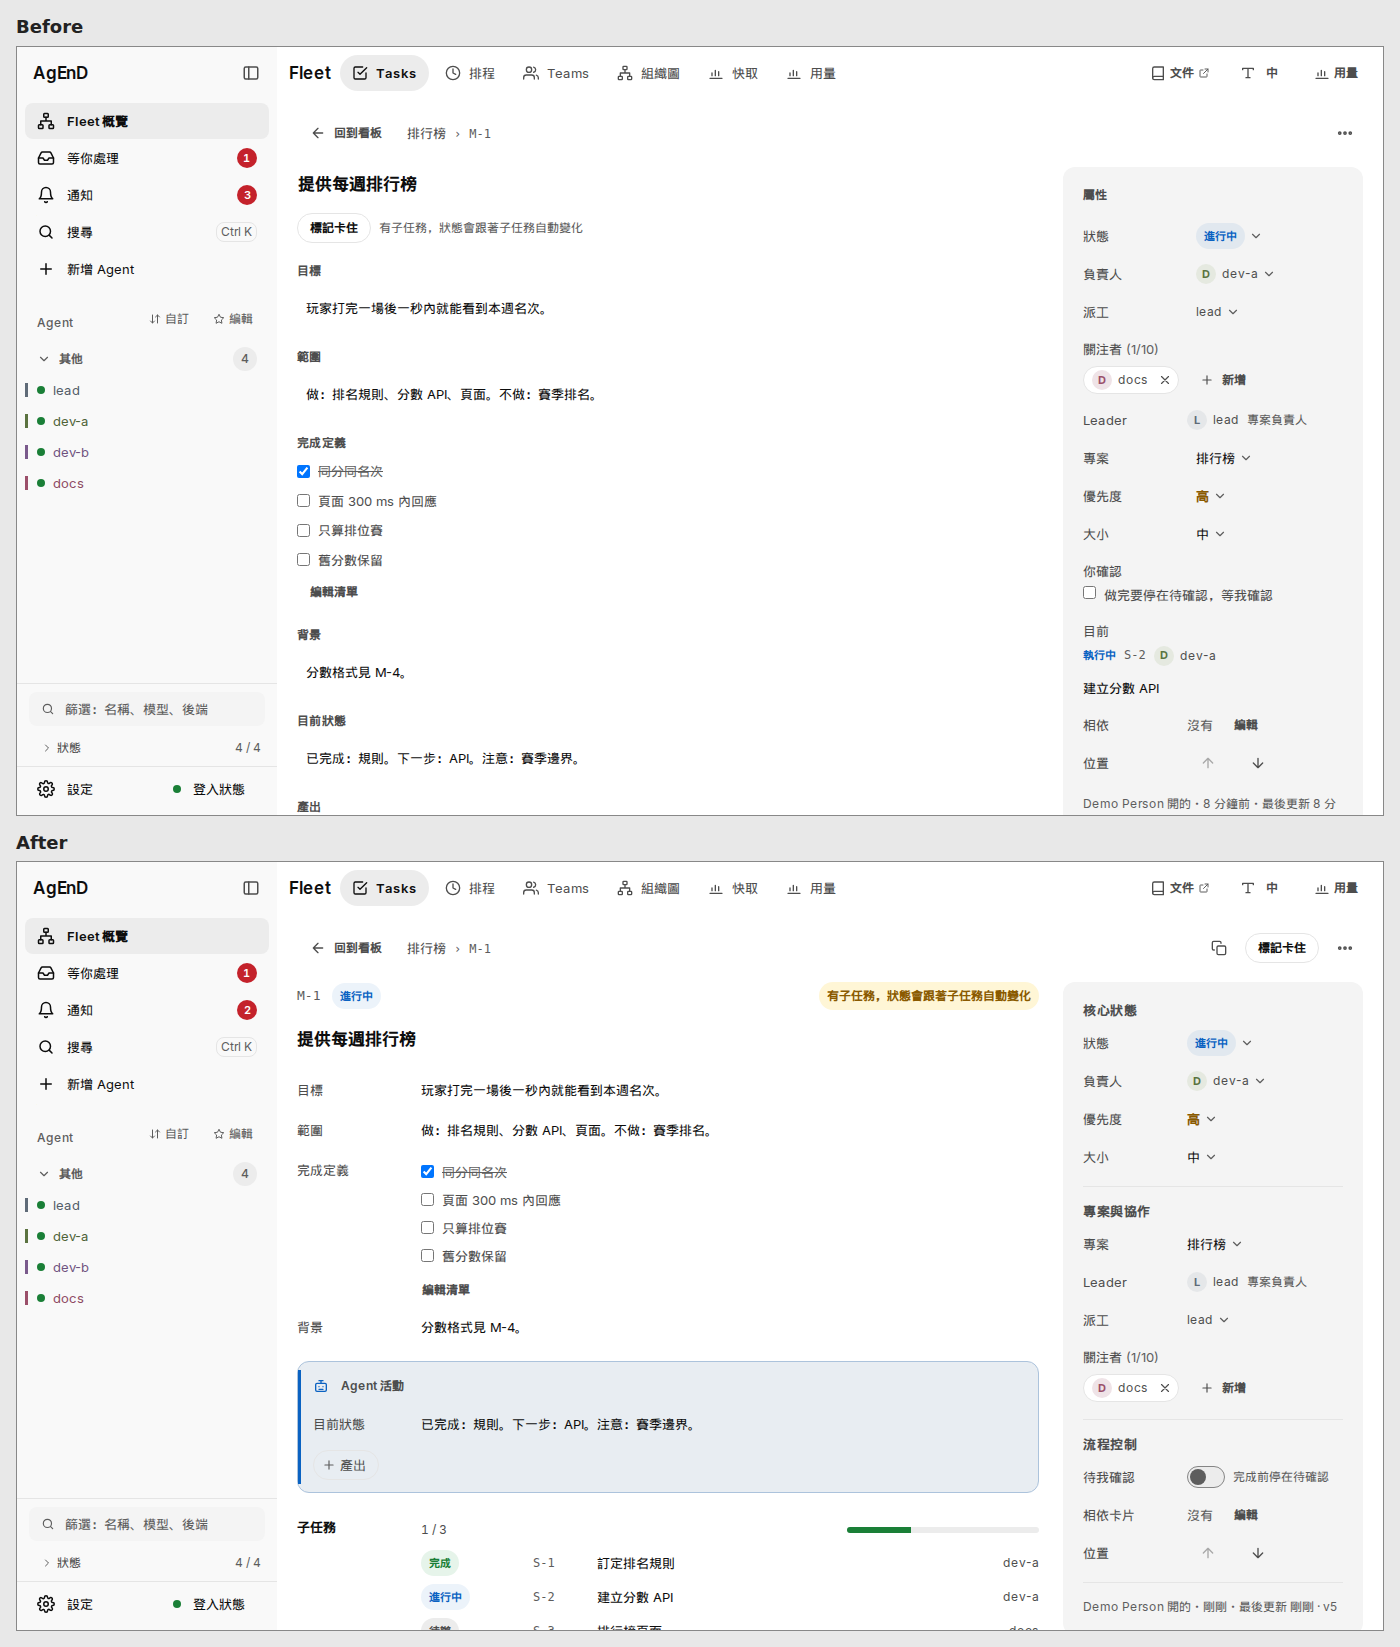 Before
AgEnD
Fleet Tasks 排程 Teams 組織圖 快取 用量 文件 中 用量
Fleet 概覽
等你處理 1
通知 3
搜尋 Ctrl K
新增 Agent
Agent 自訂 編輯
其他 4
lead
dev-a
dev-b
docs
篩選：名稱、模型、後端
狀態 4 / 4
設定 登入狀態
回到看板 排行榜 › M-1
提供每週排行榜
標記卡住 有子任務，狀態會跟著子任務自動變化
目標
玩家打完一場後一秒內就能看到本週名次。
範圍
做：排名規則、分數 API、頁面。不做：賽季排名。
完成定義
同分同名次
頁面 300 ms 內回應
只算排位賽
舊分數保留
編輯清單
背景
分數格式見 M-4。
目前狀態
已完成：規則。下一步：API。注意：賽季邊界。
產出
屬性
狀態 進行中
負責人 D dev-a
派工 lead
關注者 (1/10)
D docs 新增
Leader L lead 專案負責人
專案 排行榜
優先度 高
大小 中
你確認
做完要停在待確認，等我確認
目前
執行中 S-2 D dev-a
建立分數 API
相依 沒有 編輯
位置
Demo Person 開的・8 分鐘前・最後更新 8 分
After
AgEnD
Fleet Tasks 排程 Teams 組織圖 快取 用量 文件 中 用量
Fleet 概覽
等你處理 1
通知 2
搜尋 Ctrl K
新增 Agent
Agent 自訂 編輯
其他 4
lead
dev-a
dev-b
docs
篩選：名稱、模型、後端
狀態 4 / 4
設定 登入狀態
回到看板 排行榜 › M-1 標記卡住
M-1 進行中 有子任務，狀態會跟著子任務自動變化
提供每週排行榜
目標 玩家打完一場後一秒內就能看到本週名次。
範圍 做：排名規則、分數 API、頁面。不做：賽季排名。
完成定義 同分同名次
頁面 300 ms 內回應
只算排位賽
舊分數保留
編輯清單
背景 分數格式見 M-4。
Agent 活動
目前狀態 已完成：規則。下一步：API。注意：賽季邊界。
產出
子任務 1 / 3
完成 S-1 訂定排名規則 dev-a
進行中 S-2 建立分數 API dev-a
待辦 S-3 排行榜頁面 docs
核心狀態
狀態 進行中
負責人 D dev-a
優先度 高
大小 中
專案與協作
專案 排行榜
Leader L lead 專案負責人
派工 lead
關注者 (1/10)
D docs 新增
流程控制
待我確認 完成前停在待確認
相依卡片 沒有 編輯
位置
Demo Person 開的・剛剛・最後更新 剛剛 · v5